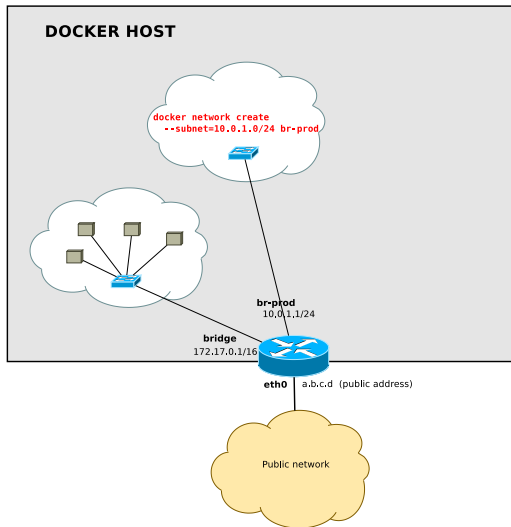 DOCKER HOST
docker network create
--subnet=10.0.1.0/24 br-prod
br-prod
10.0.1.1/24
bridge
172.17.0.1/16
eth0 a.b.c.d (public address)
Public network